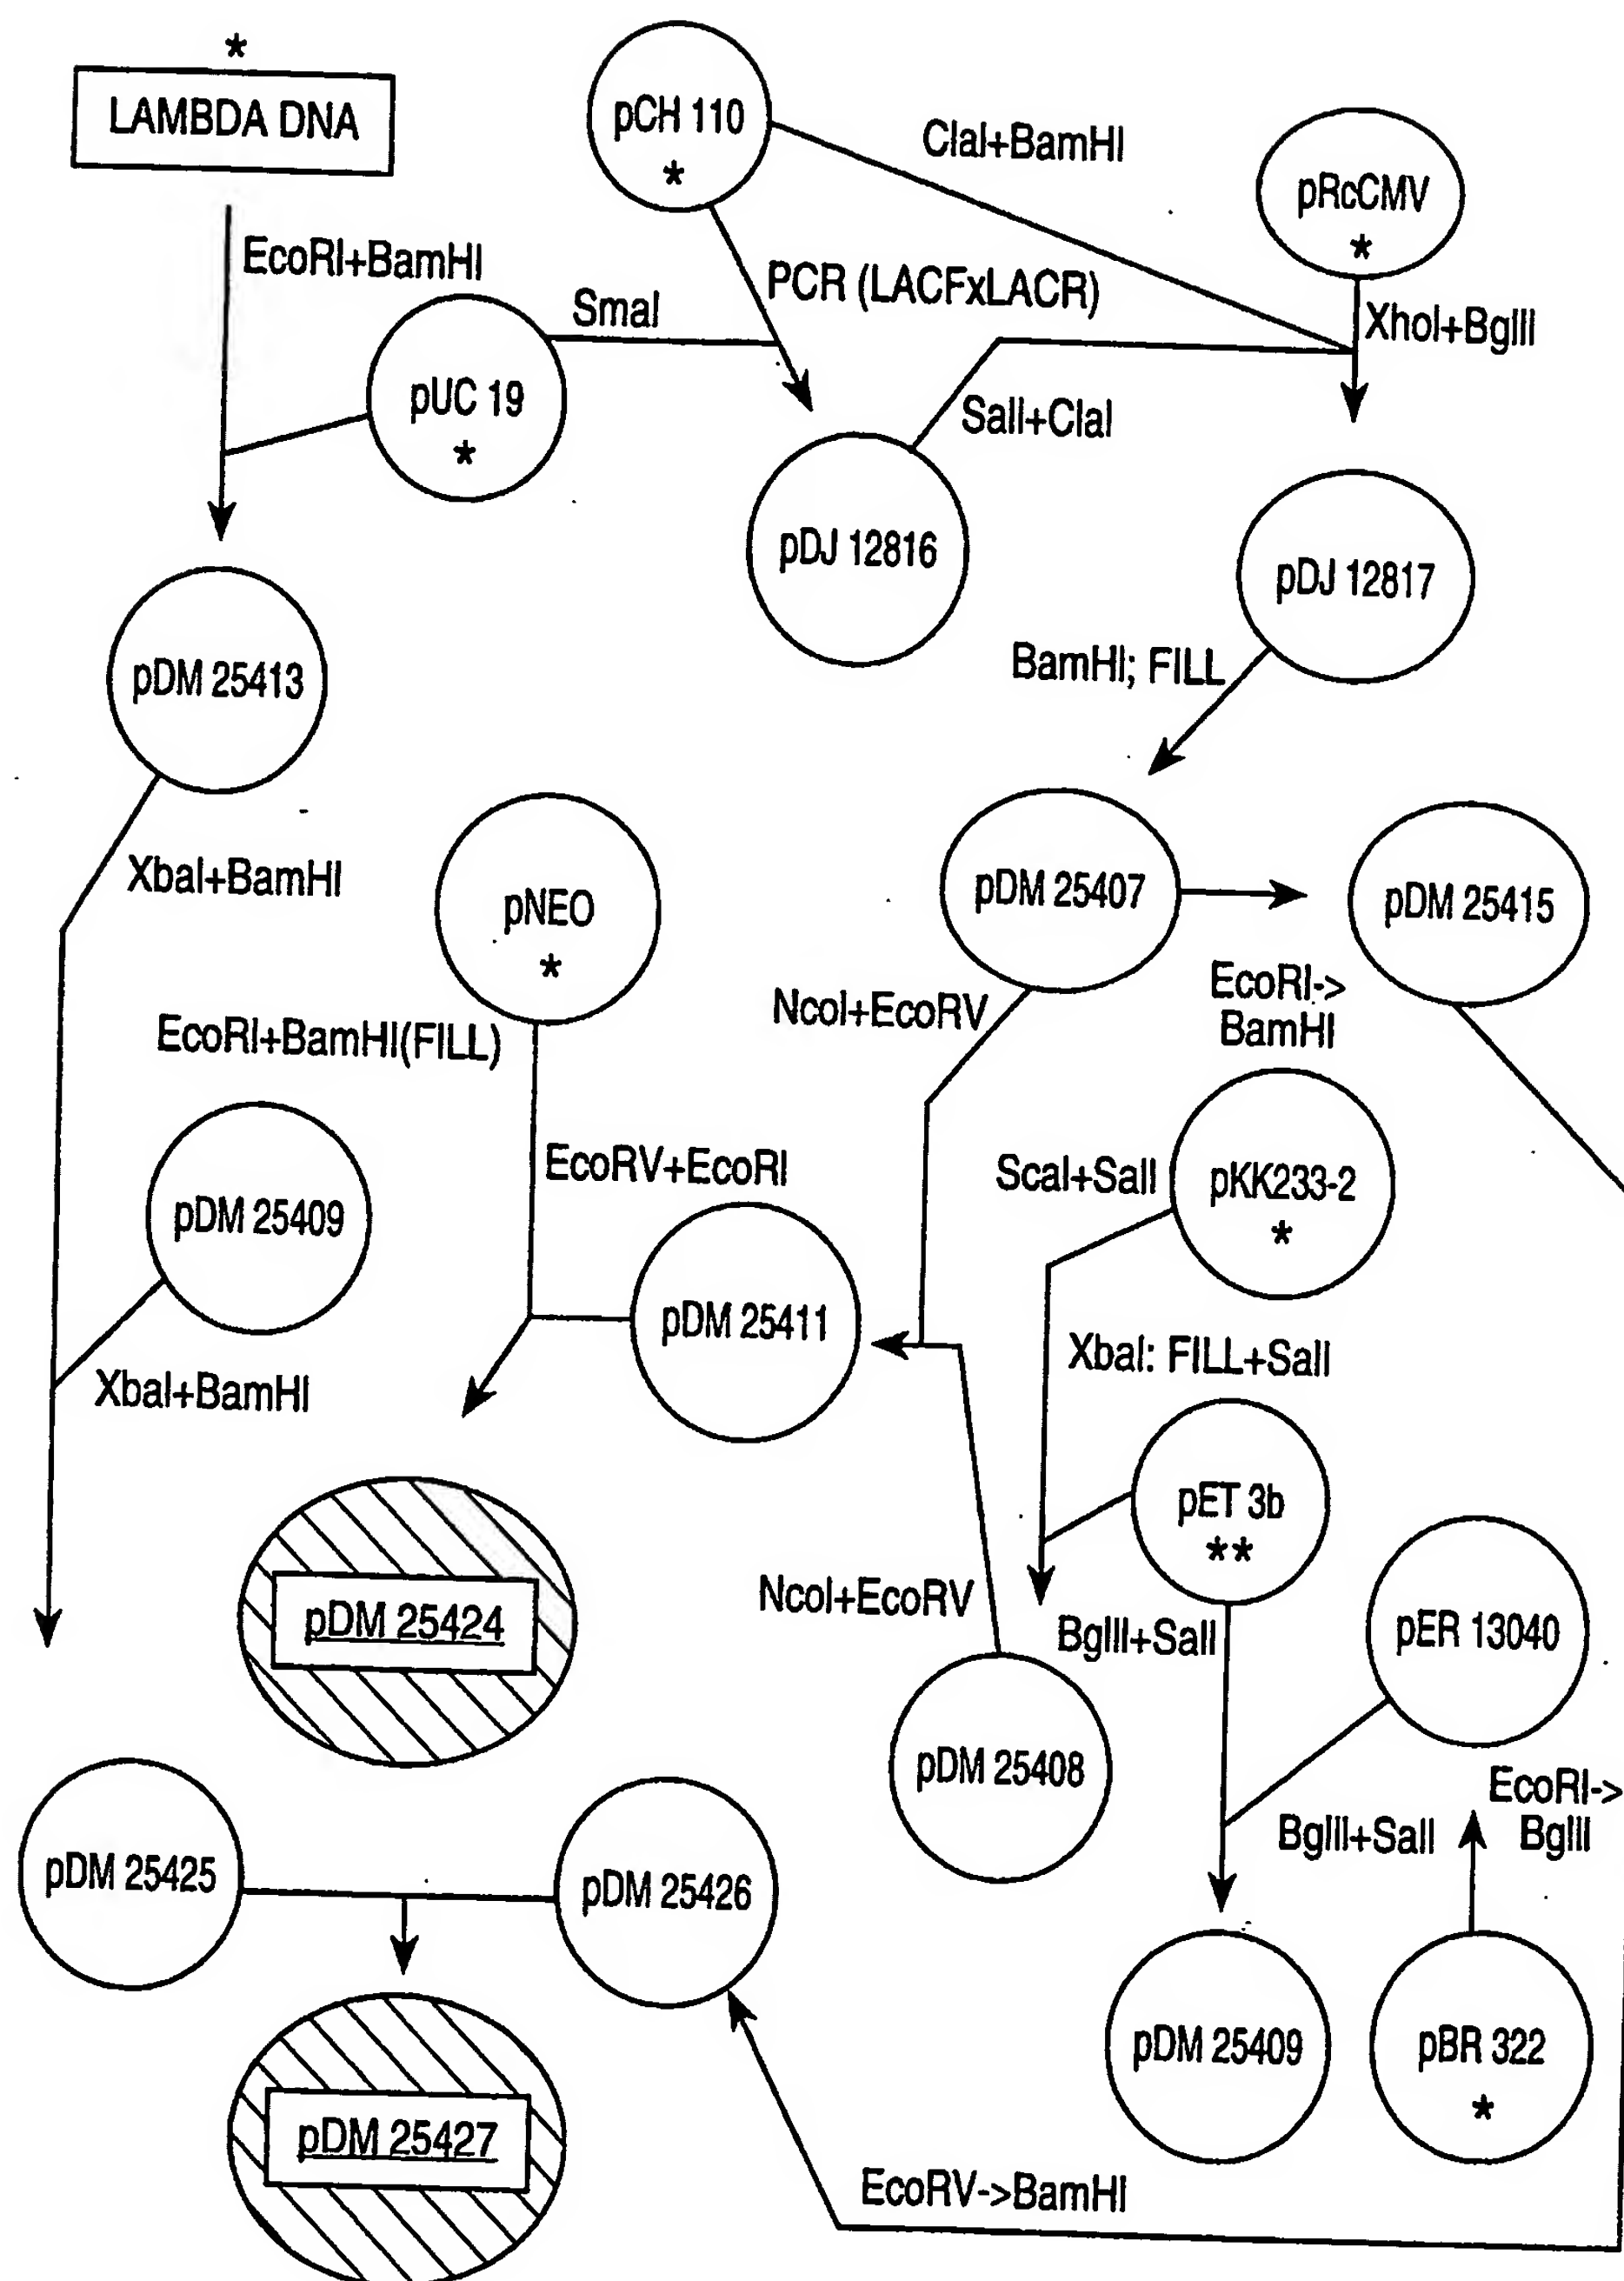 *
LAMBDA DNA
pCH 110
*
ClaI+BamHI
pRcCMV
*
EcoRI+BamHI
SmaI
PCR (LACFxLACR)
XhoI+BglII
pUC 19
*
SalI+ClaI
pDJ 12816
pDJ 12817
BamHI; FILL
pDM 25413
XbaI+BamHI
pNEO
*
pDM 25407
pDM 25415
NcoI+EcoRV
EcoRI->
BamHI
EcoRI+BamHI(FILL)
EcoRV+EcoRI
ScaI+SalI
pKK233-2
*
pDM 25409
pDM 25411
XbaI: FILL+SalI
XbaI+BamHI
pET 3b
**
pDM 25424
NcoI+EcoRV
BglII+SalI
pER 13040
pDM 25408
EcoRI->
BglII
BglII+SalI
pDM 25425
pDM 25426
pDM 25409
pBR 322
*
pDM 25427
EcoRV->BamHI